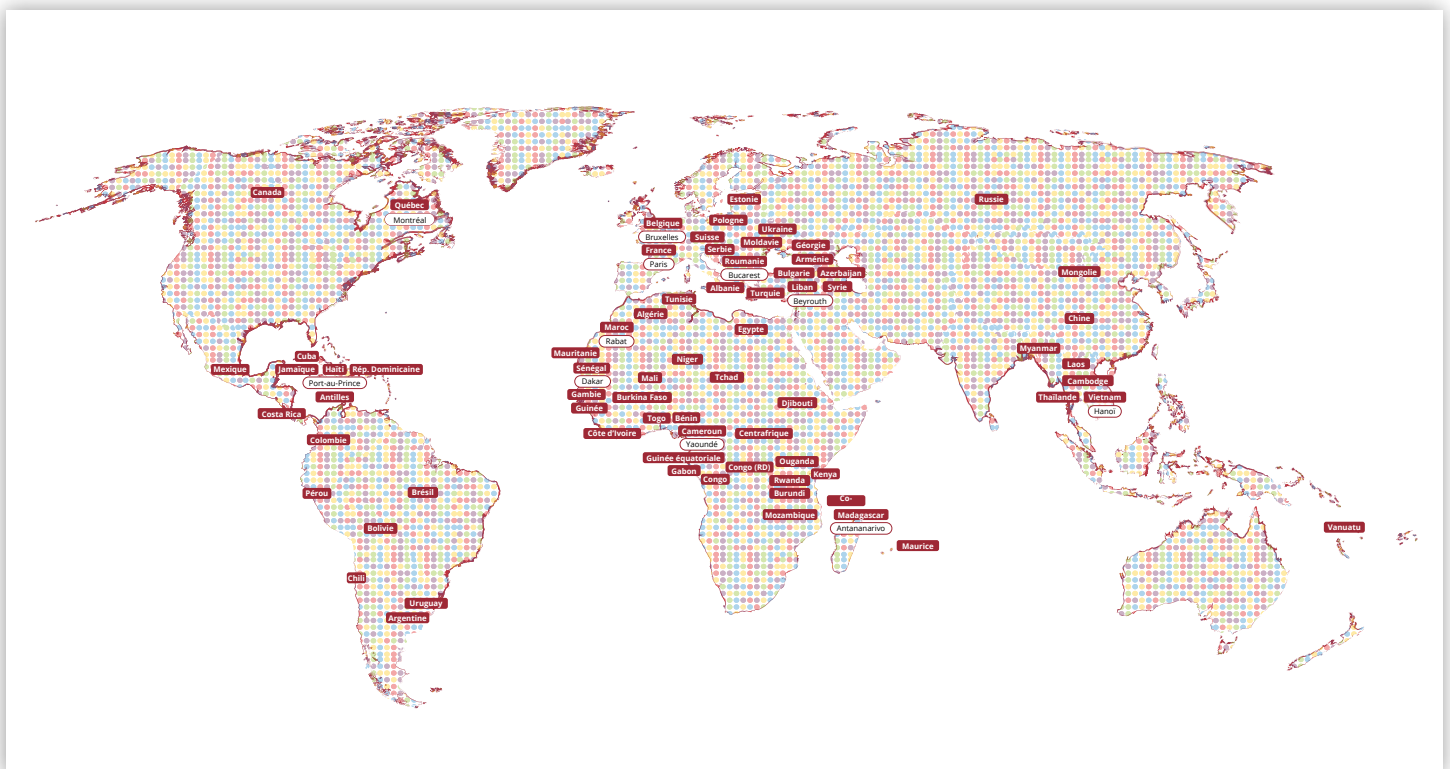 Canada
Québec
Montréal
Estonie
Russie
Belgique
Pologne
Bruxelles
Suisse
Ukraine
France
Serbie
Moldavie
Géorgie
Paris
Roumanie
Arménie
Bucarest
Bulgarie
Azerbaijan
Mongolie
Albanie
Turquie
Liban
Syrie
Beyrouth
Tunisie
Algérie
Chine
Maroc
Egypte
Rabat
Mauritanie
Niger
Myanmar
Cuba
Mexique
Jamaïque
Haïti
Rép. Dominicaine
Sénégal
Laos
Port-au-Prince
Dakar
Mali
Tchad
Cambodge
Antilles
Gambie
Burkina Faso
Thaïlande
Vietnam
Djibouti
Guinée
Hanoï
Costa Rica
Togo
Bénin
Colombie
Côte d'Ivoire
Cameroun
Centrafrique
Yaoundé
Guinée équatoriale
Ouganda
Gabon
Congo (RD)
Kenya
Congo
Rwanda
Pérou
Brésil
Burundi
Co-
Mozambique
Madagascar
Bolivie
Antananarivo
Vanuatu
Maurice
Chili
Uruguay
Argentine